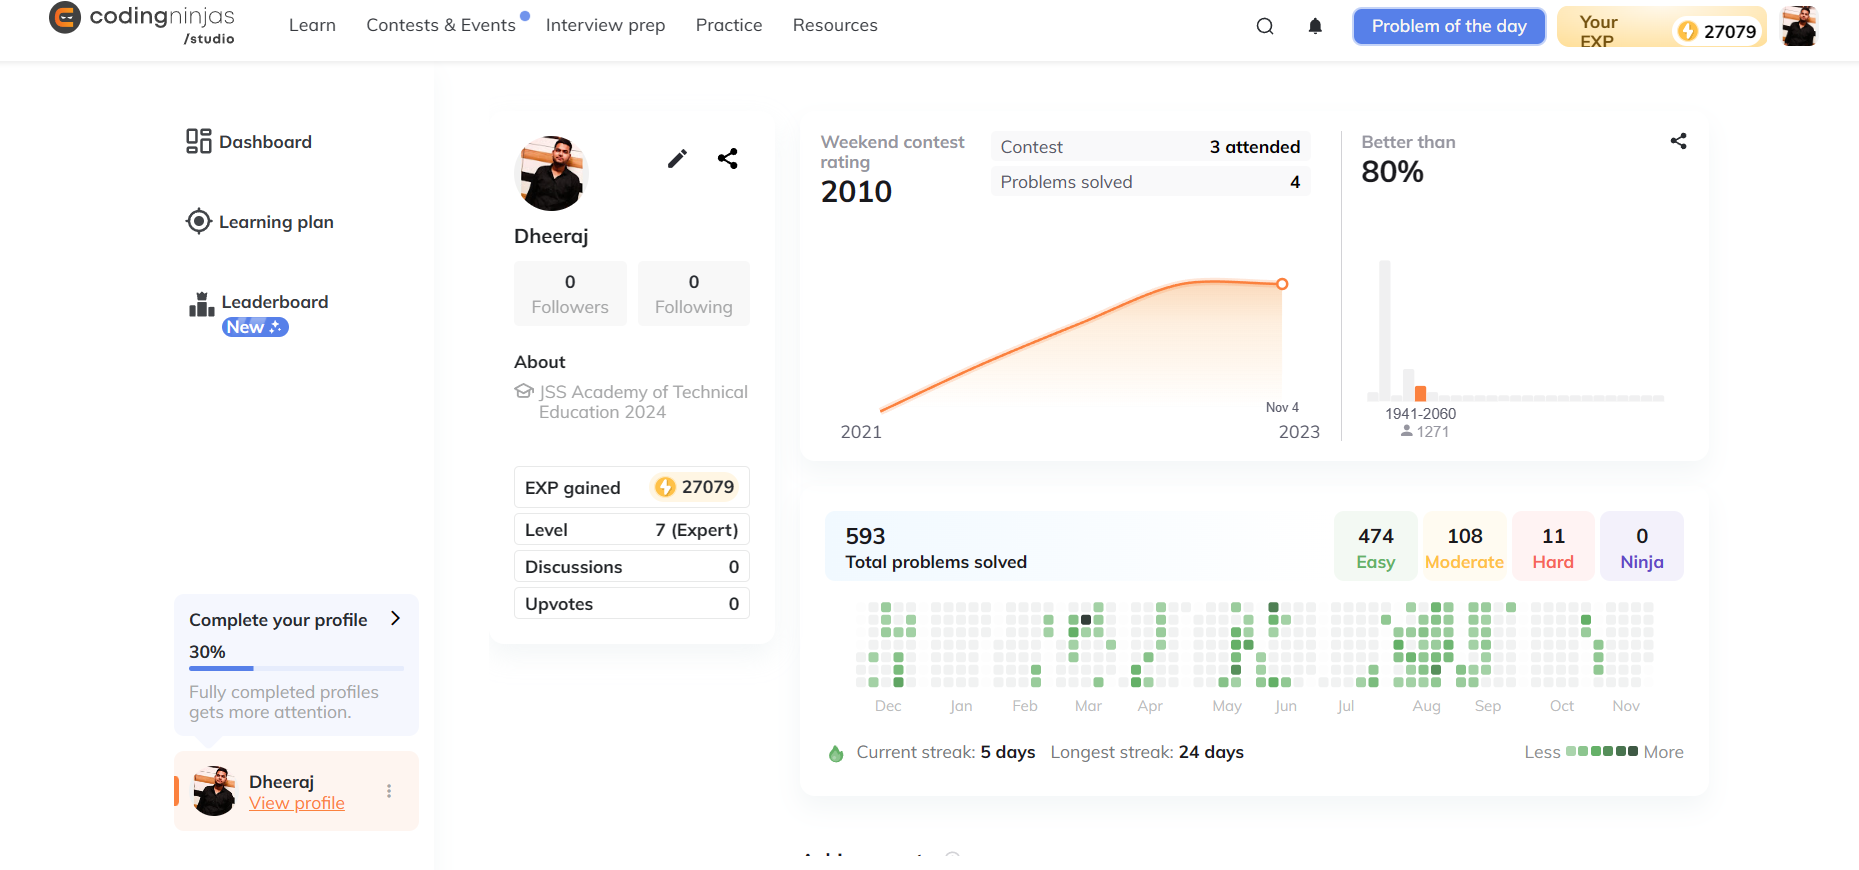 codingninjas
/studio
Learn
Contests & Events
Interview prep
Practice
Resources
Problem of the day
Your
EXP
27079
Dashboard
Learning plan
Leaderboard
New
Complete your profile
30%
Fully completed profiles
gets more attention.
Dheeraj
View profile
Dheeraj
0
Followers
0
Following
About
JSS Academy of Technical
Education 2024
EXP gained 27079
Level 7 (Expert)
Discussions 0
Upvotes 0
Weekend contest
rating
2010
Contest 3 attended
Problems solved 4
Nov 4
2021
2023
Better than
80%
1941-2060
1271
593
Total problems solved
474
Easy
108
Moderate
11
Hard
0
Ninja
Dec Jan Feb Mar Apr May Jun Jul Aug Sep Oct Nov
Current streak: 5 days Longest streak: 24 days
Less More